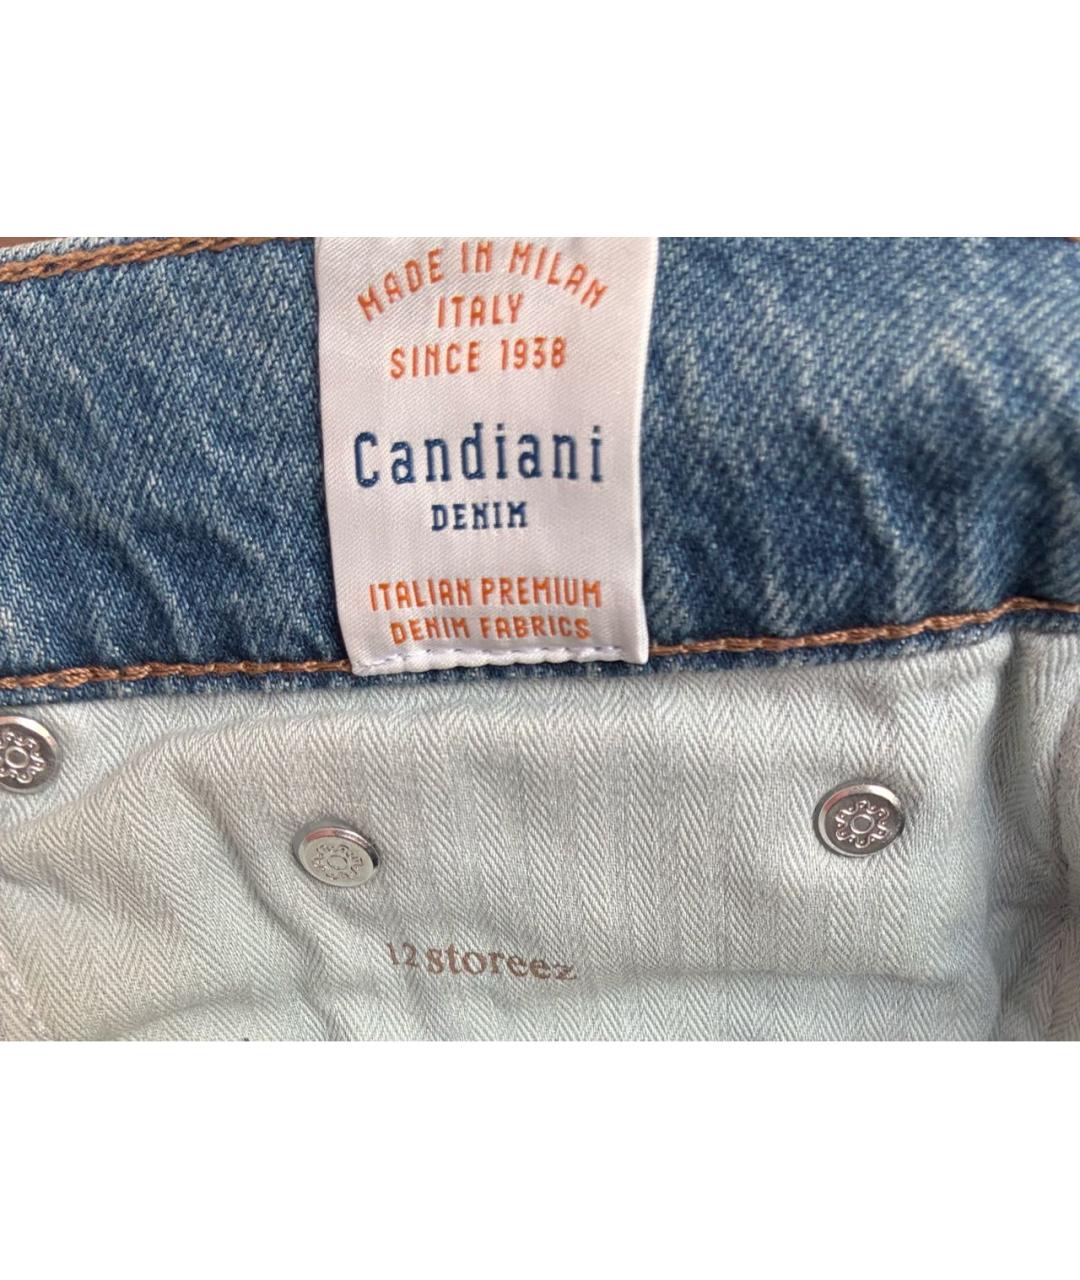 MADE IN MILAN
ITALY
SINCE 1938
Candiani
DENIM
ITALIAN PREMIUM
DENIM FABRICS
12storeez